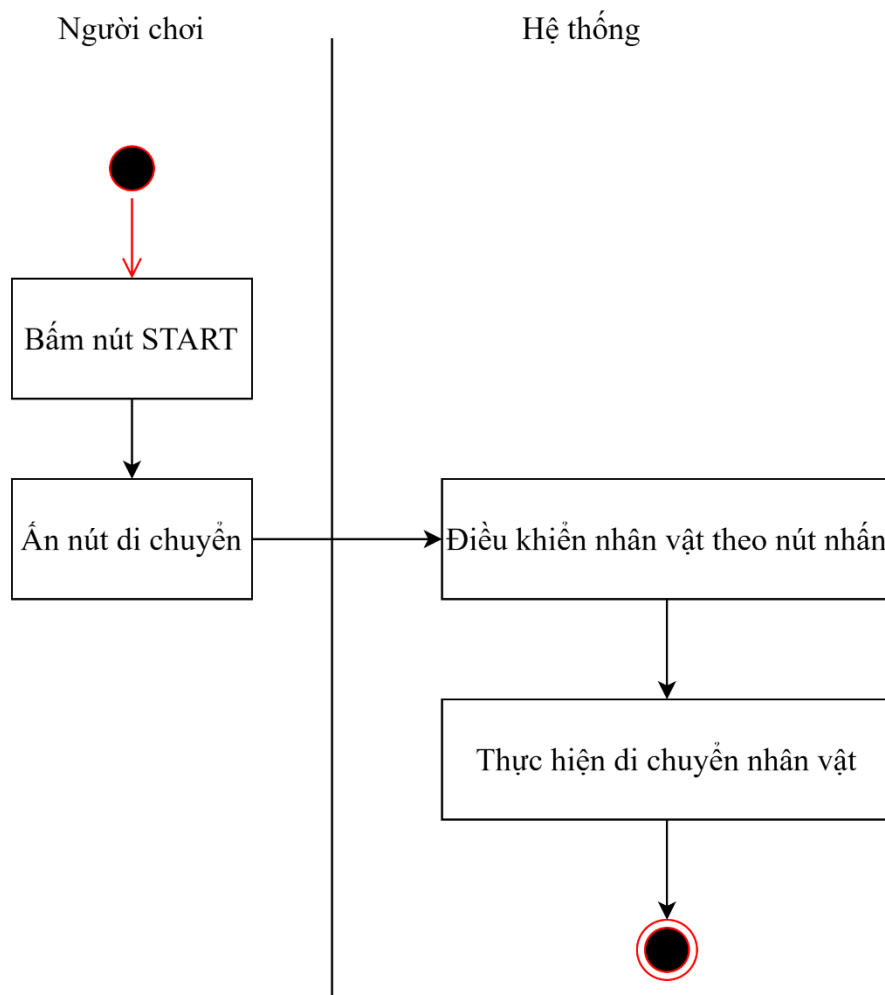 Người chơi
Hệ thống
Bấm nút START
Ấn nút di chuyển
Điều khiển nhân vật theo nút nhấn
Thực hiện di chuyển nhân vật